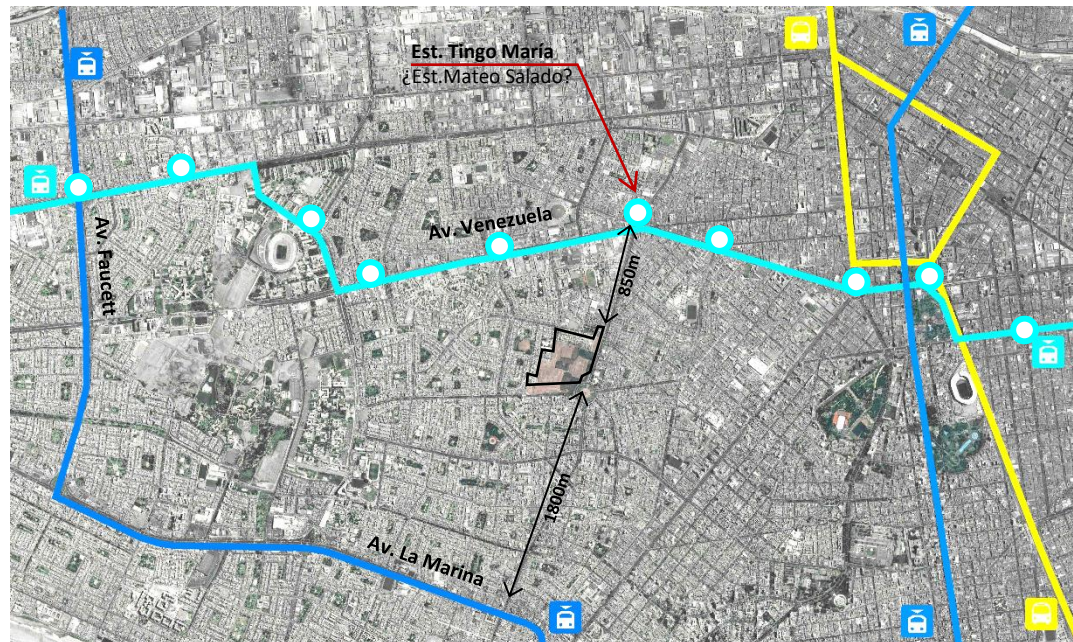 Est. Tingo María
¿Est.Mateo Salado?
Av. Venezuela
Av. Faucett
850m
1800m
Av. La Marina